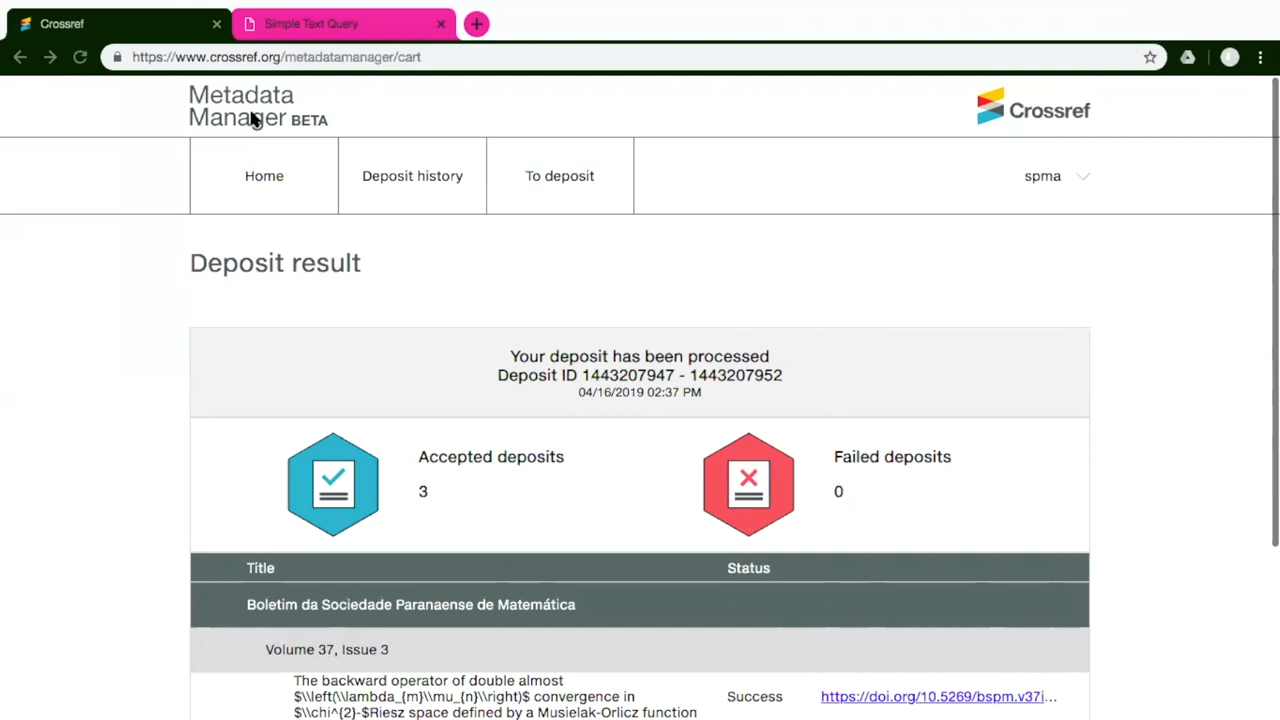 Crossref
Simple Text Query
https://www.crossref.org/metadatamanager/cart
Metadata
Manager BETA
Crossref
Home
Deposit history
To deposit
spma
Deposit result
Your deposit has been processed
Deposit ID 1443207947 - 1443207952
04/16/2019 02:37 PM
Accepted deposits
3
Failed deposits
0
Title
Status
Boletim da Sociedade Paranaense de Matemática
Volume 37, Issue 3
The backward operator of double almost
$\\left(\\lambda_{m}\\mu_{n}\\right)$ convergence in
$\\chi^{2}-$Riesz space defined by a Musielak-Orlicz function
Success
https://doi.org/10.5269/bspm.v37i...